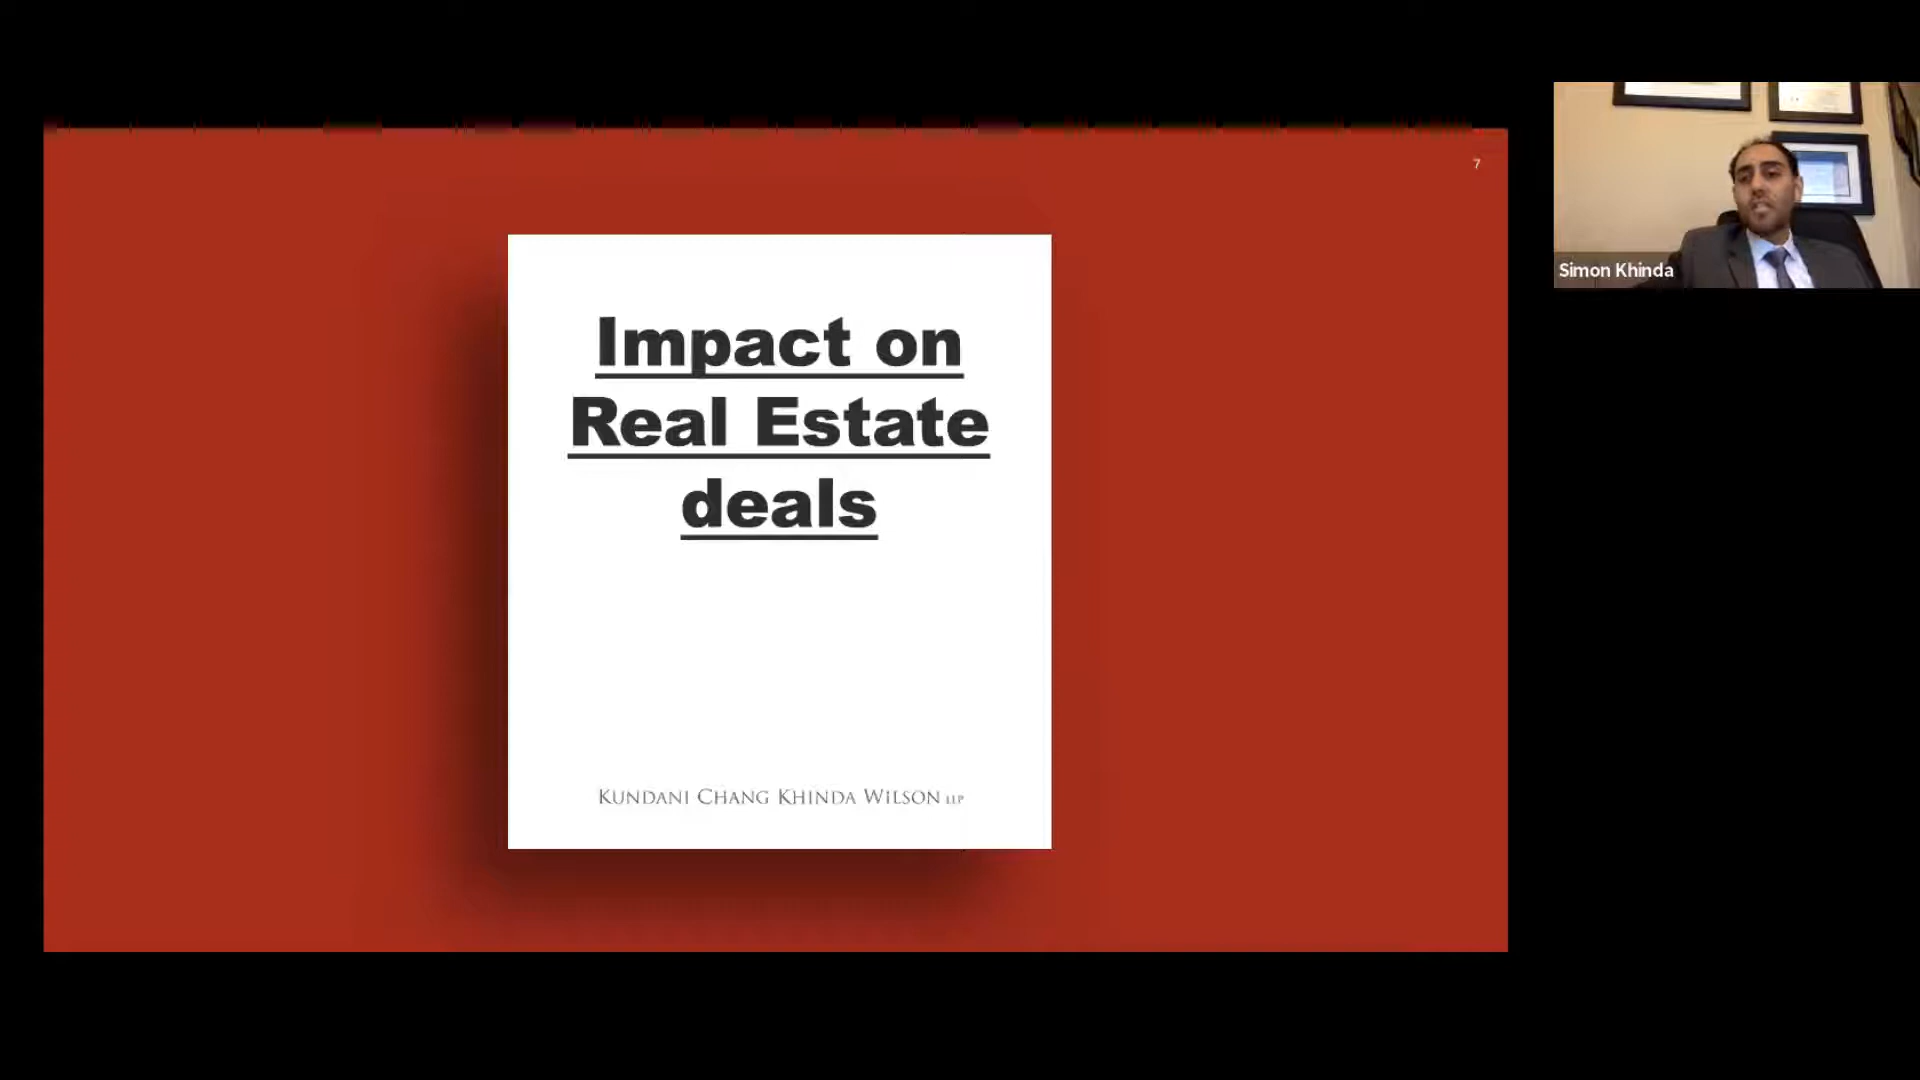 7
Impact on
Real Estate
deals
KUNDANI CHANG KHINDA WILSON LLP
Simon Khinda